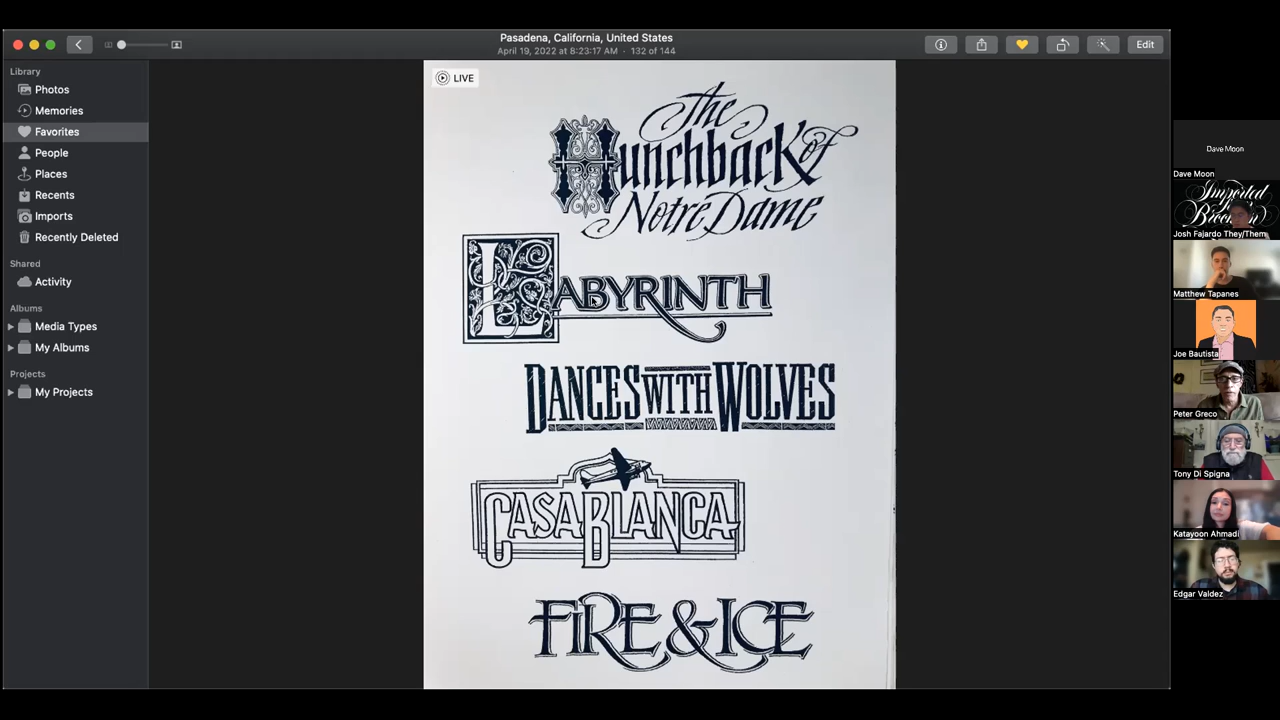 Pasadena, California, United States
April 19, 2022 at 8:23:17 AM · 132 of 144
Edit
Library
Photos
Memories
Favorites
People
Places
Recents
Imports
Recently Deleted
Shared
Activity
Albums
Media Types
My Albums
Projects
My Projects
LIVE
The
Hunchback of
Notre Dame
LABYRINTH
DANCES WITH WOLVES
CASABLANCA
FIRE & ICE
Dave Moon
Dave Moon
Imported
Josh Fajardo They/Them
Matthew Tapanes
Joe Bautista
Peter Greco
Tony Di Spigna
Katayoon Ahmadi
Edgar Valdez